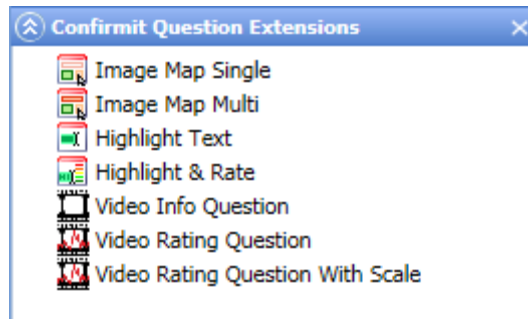 Confirmit Question Extensions
Image Map Single
Image Map Multi
Highlight Text
Highlight & Rate
Video Info Question
Video Rating Question
Video Rating Question With Scale